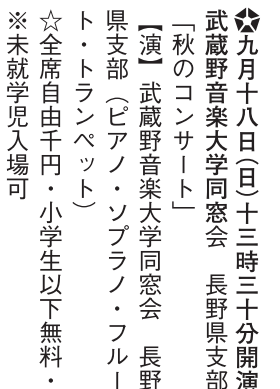 九月十八日(日)十三時三十分開演
武蔵野音楽大学同窓会　長野県支部
「秋のコンサート」
【演】武蔵野音楽大学同窓会　長野
県支部（ピアノ・ソプラノ・フルー
ト・トランペット）
☆全席自由千円・小学生以下無料・
※未就学児入場可